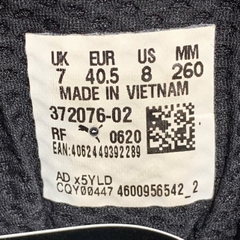 UK EUR US MM
7 40.5 8 260
MADE IN VIETNAM
372076-02
RF 0620
EAN:4062449392289
AD x5YLD
CQY00447 4600956542_2